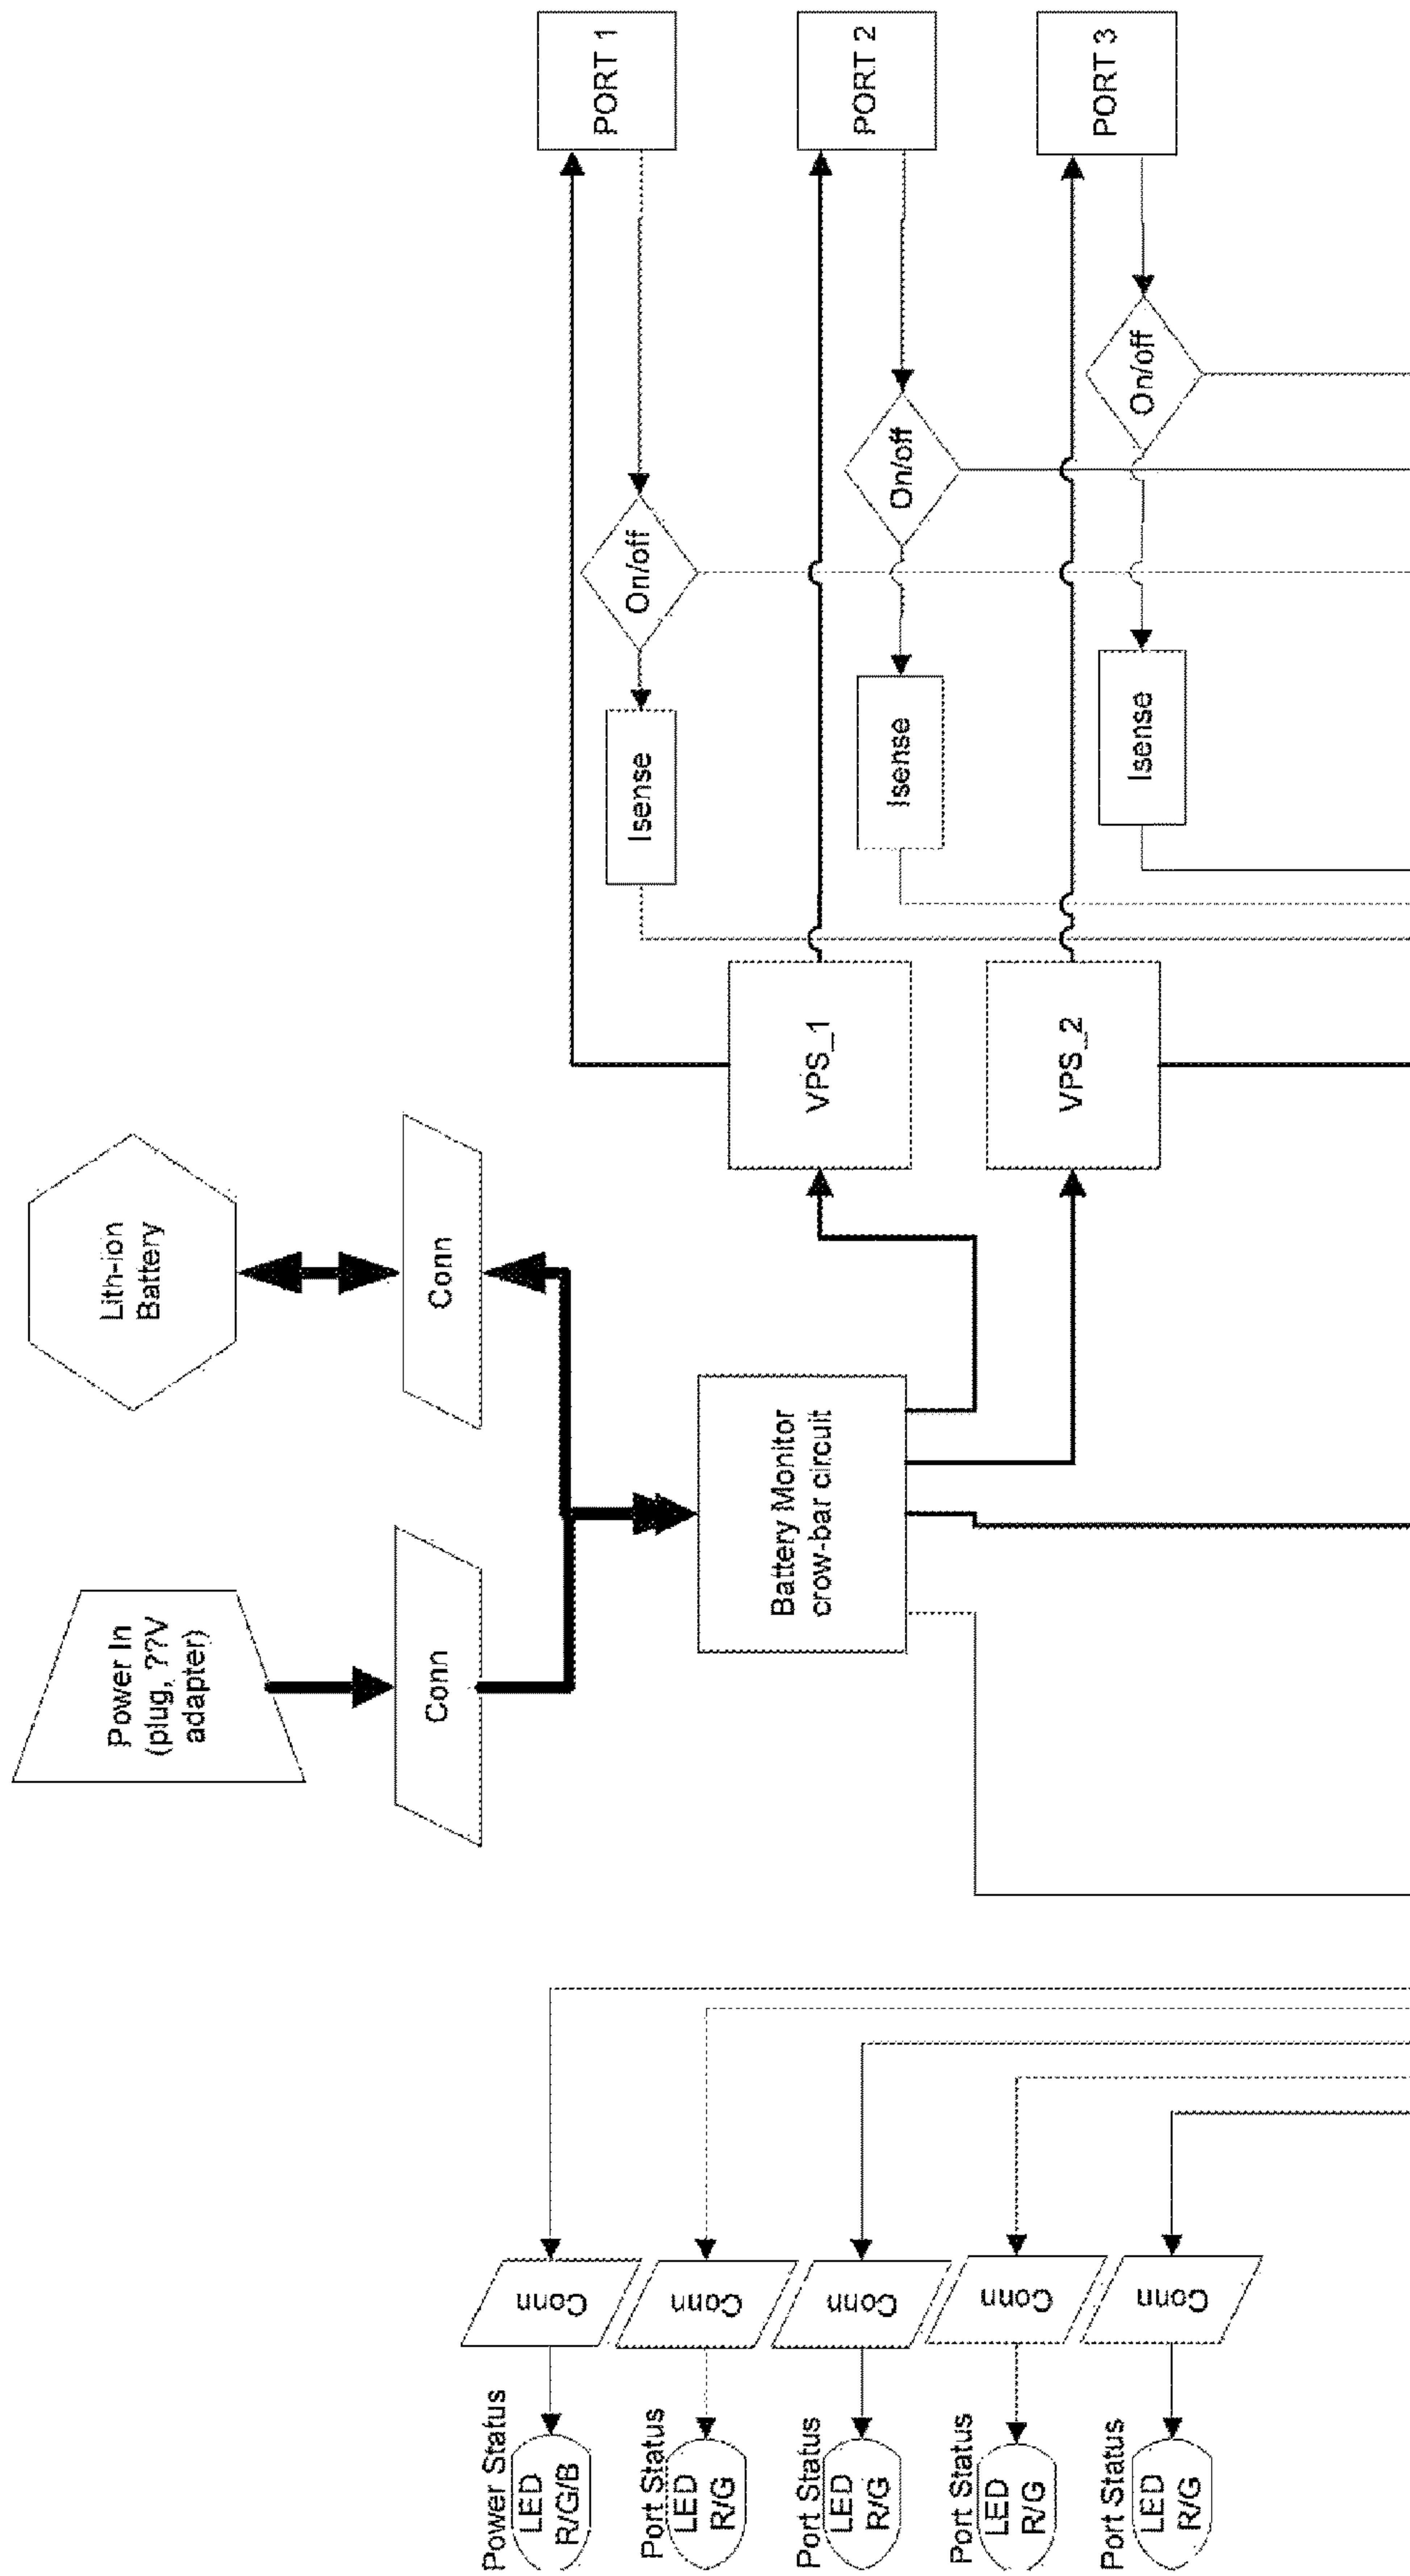 Power In
(plug, ??V
adapter)
Lith-ion
Battery
Conn
Conn
Power Status
LED
R/G/B
Conn
Battery Monitor
crow-bar circuit
VPS_1
Isense
On/off
PORT 1
Port Status
LED
R/G
Conn
Port Status
LED
R/G
Conn
Isense
On/off
PORT 2
Port Status
LED
R/G
Conn
VPS_2
Isense
On/off
PORT 3
Port Status
LED
R/G
Conn